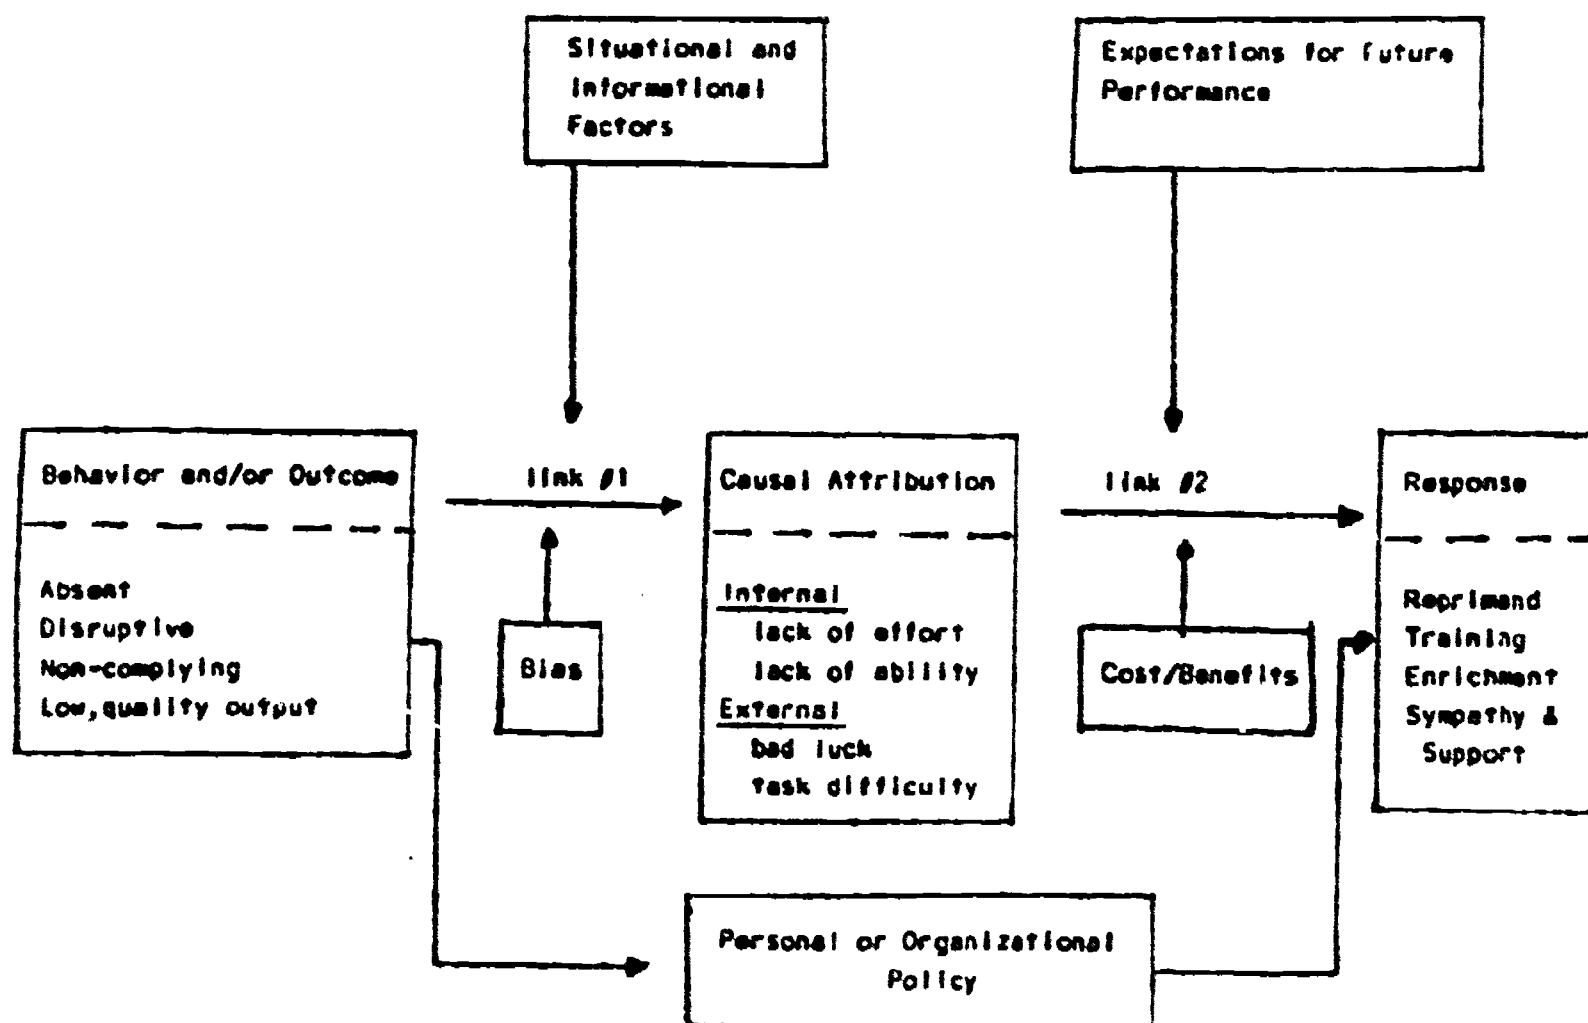 Situational and
Informational
Factors
Expectations for Future
Performance
Behavior and/or Outcome
Absent
Disruptive
Non-complying
Low, quality output
link #1
Bias
Causal Attribution
Internal
lack of effort
lack of ability
External
bad luck
task difficulty
link #2
Cost/Benefits
Response
Reprimand
Training
Enrichment
Sympathy &
Support
Personal or Organizational
Policy